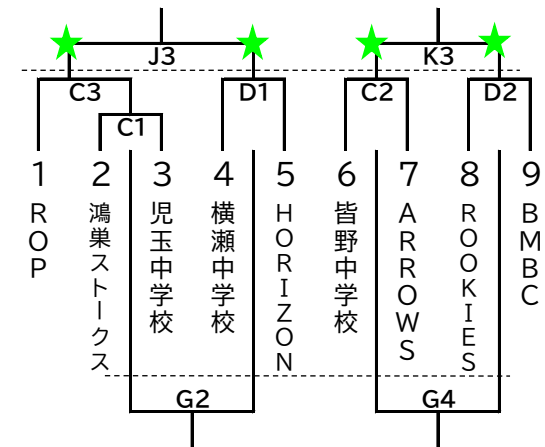 J3
K3
C3
D1
C2
D2
C1
1
2
3
4
5
6
7
8
9
ROP
鴻巣ストークス
児玉中学校
横瀬中学校
HORIZON
皆野中学校
ARROWS
ROOKIES
BMBC
G2
G4